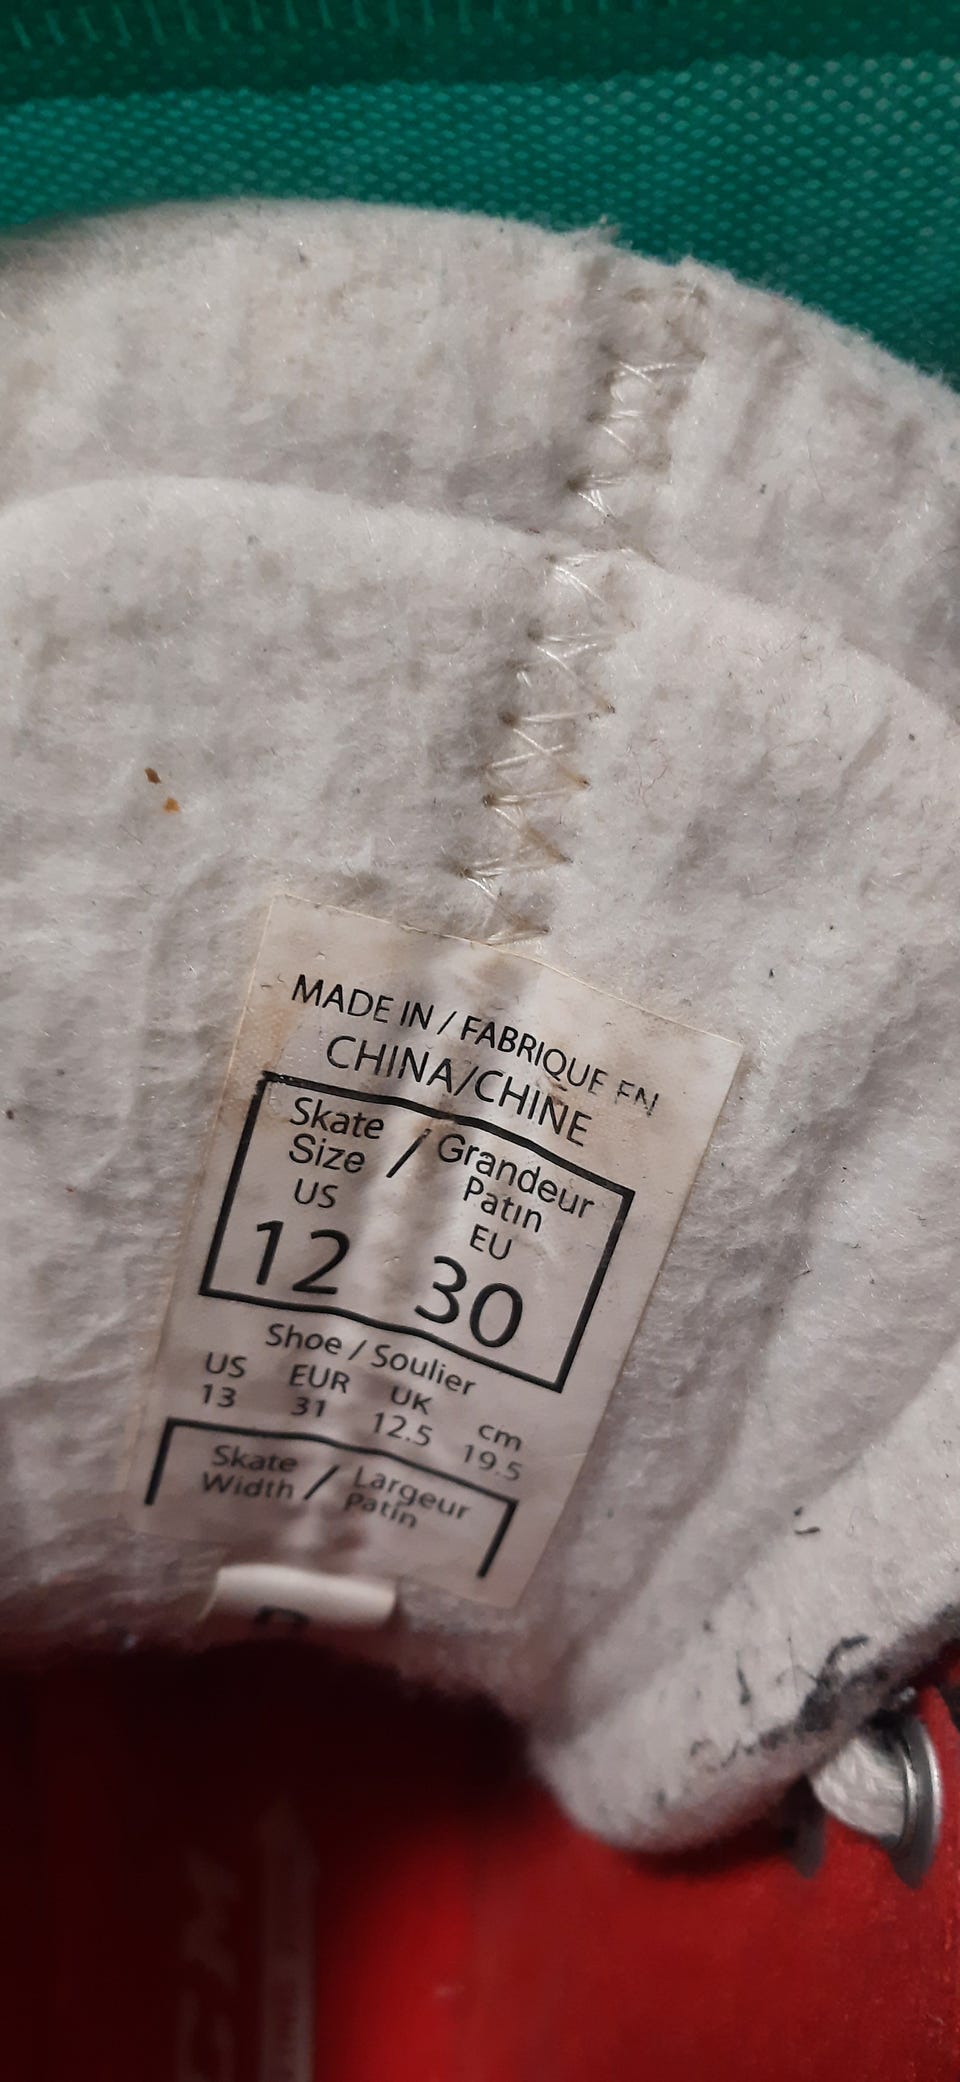 MADE IN / FABRIQUE EN
CHINA/CHINE
Skate Size / Grandeur Patin
US EU
12 30
Shoe / Soulier
US EUR UK cm
13 31 12.5 19.5
Skate Width / Largeur Patin